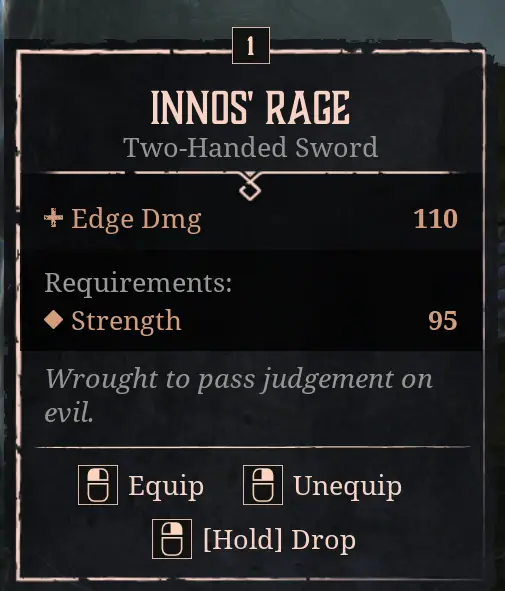 1
INNOS' RAGE
Two-Handed Sword
Edge Dmg 110
Requirements:
Strength 95
Wrought to pass judgement on
evil.
Equip Unequip
[Hold] Drop